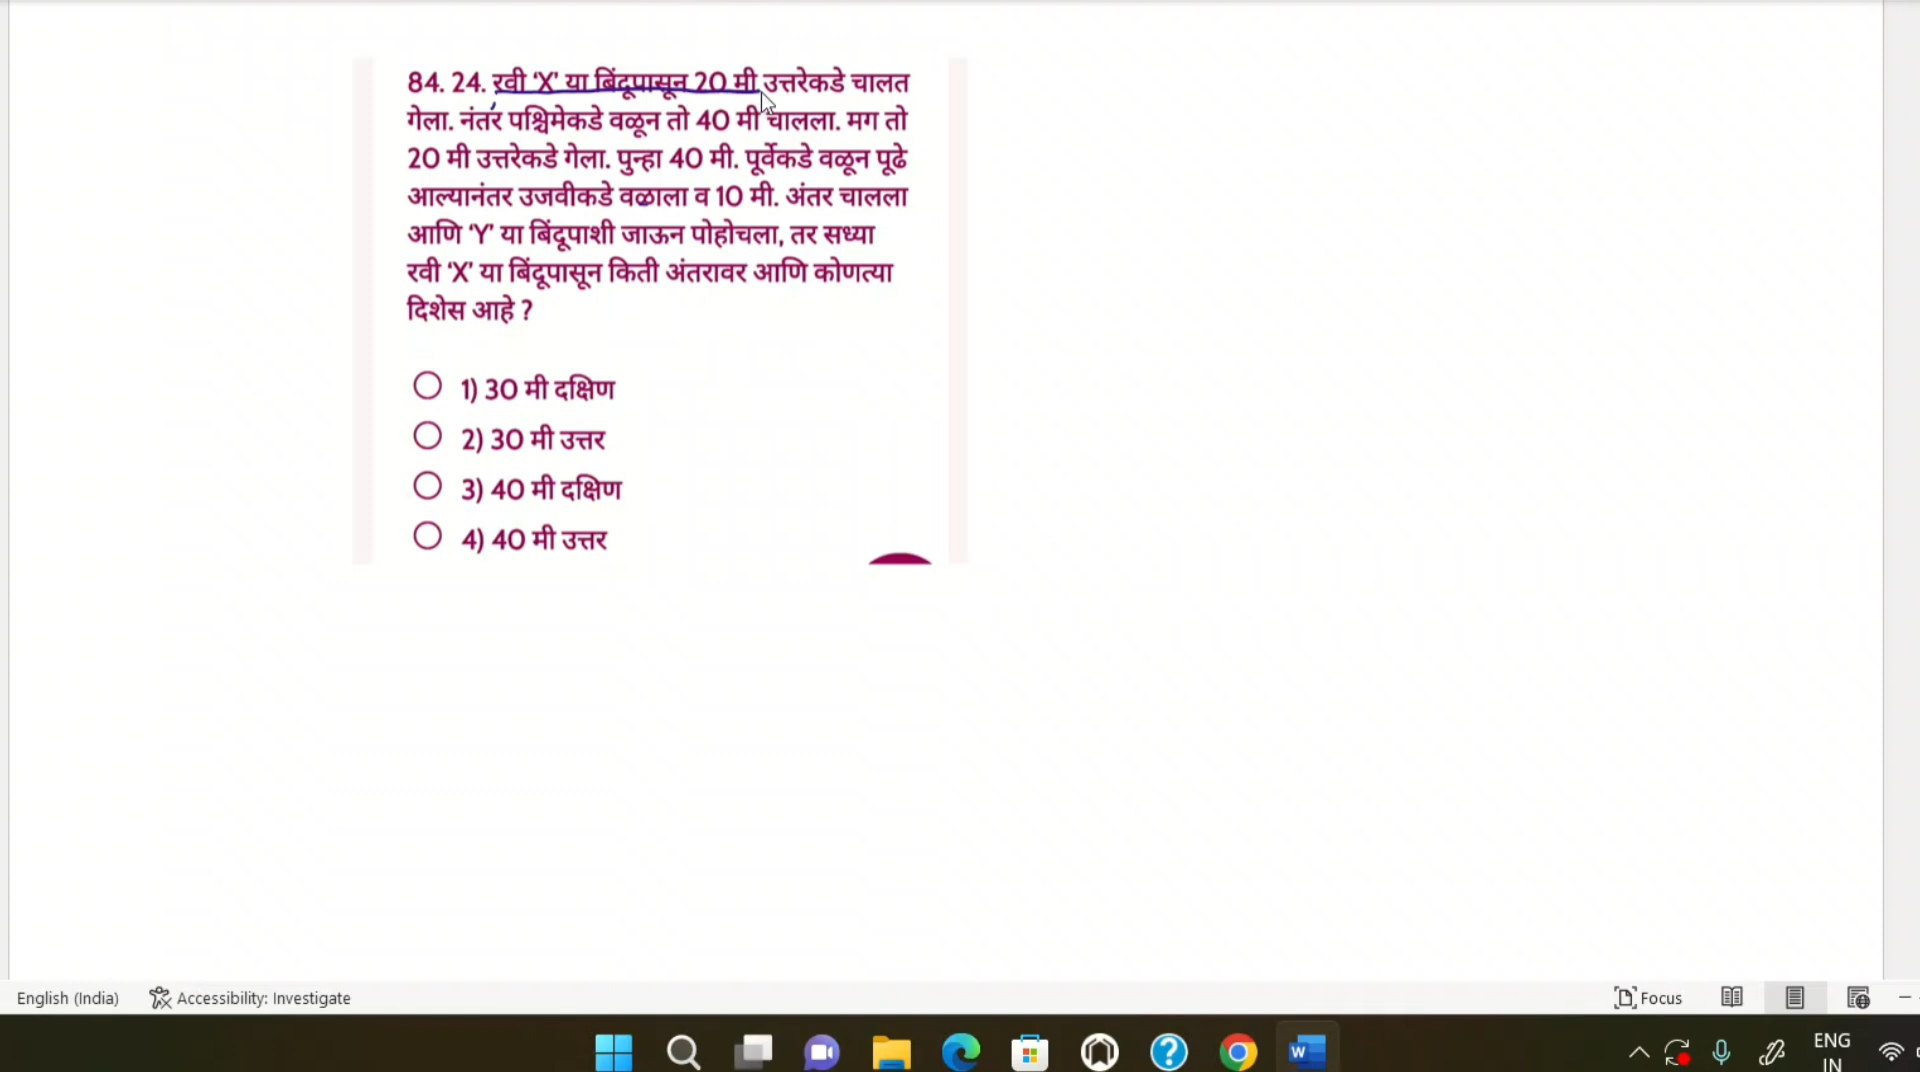 84. 24. रवी ‘X’ या बिंदूपासून 20 मी उत्तरेकडे चालत
गेला. नंतर पश्चिमेकडे वळून तो 40 मी चालला. मग तो
20 मी उत्तरेकडे गेला. पुन्हा 40 मी. पूर्वेकडे वळून पूढे
आल्यानंतर उजवीकडे वळाला व 10 मी. अंतर चालला
आणि ‘Y’ या बिंदूपाशी जाऊन पोहोचला, तर सध्या
रवी ‘X’ या बिंदूपासून किती अंतरावर आणि कोणत्या
दिशेस आहे ?
1) 30 मी दक्षिण
2) 30 मी उत्तर
3) 40 मी दक्षिण
4) 40 मी उत्तर
English (India) Accessibility: Investigate Focus
ENG
IN